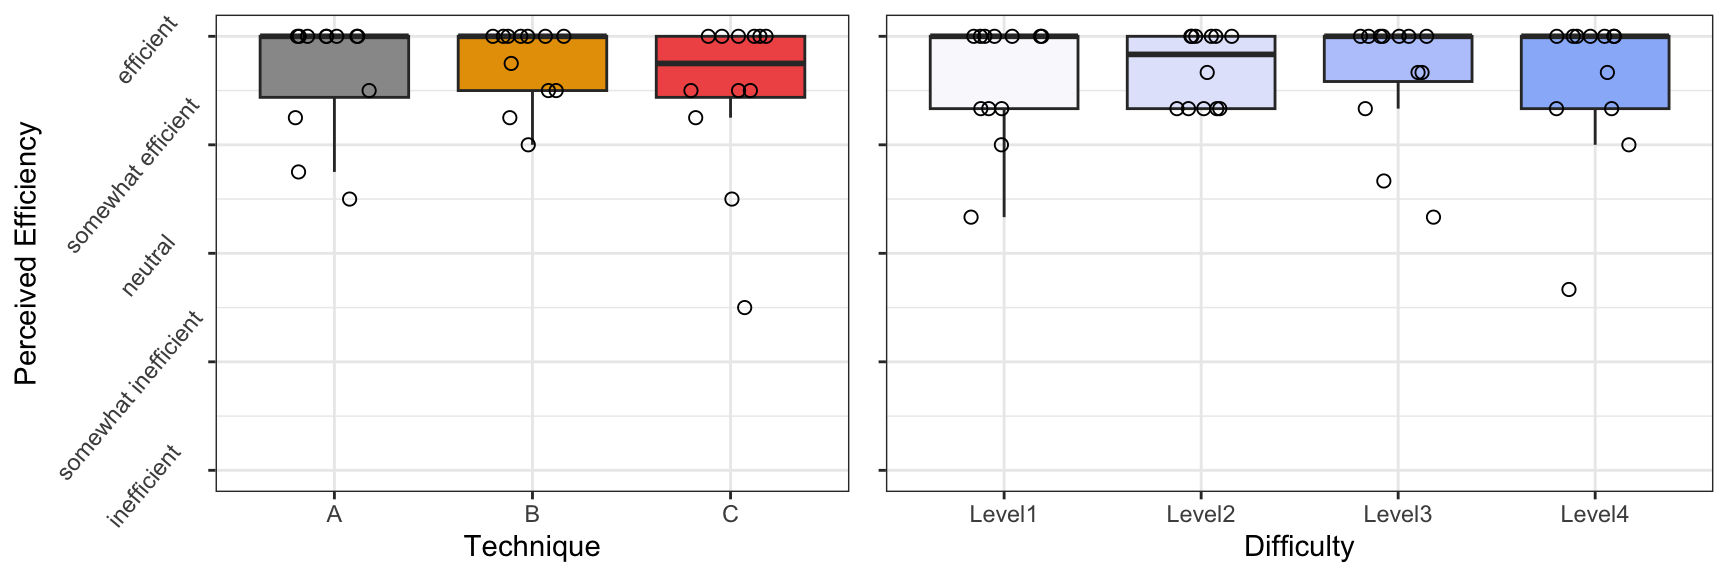 Perceived Efficiency
efficient
somewhat efficient
neutral
somewhat inefficient
inefficient
A B C
Technique
Level1 Level2 Level3 Level4
Difficulty